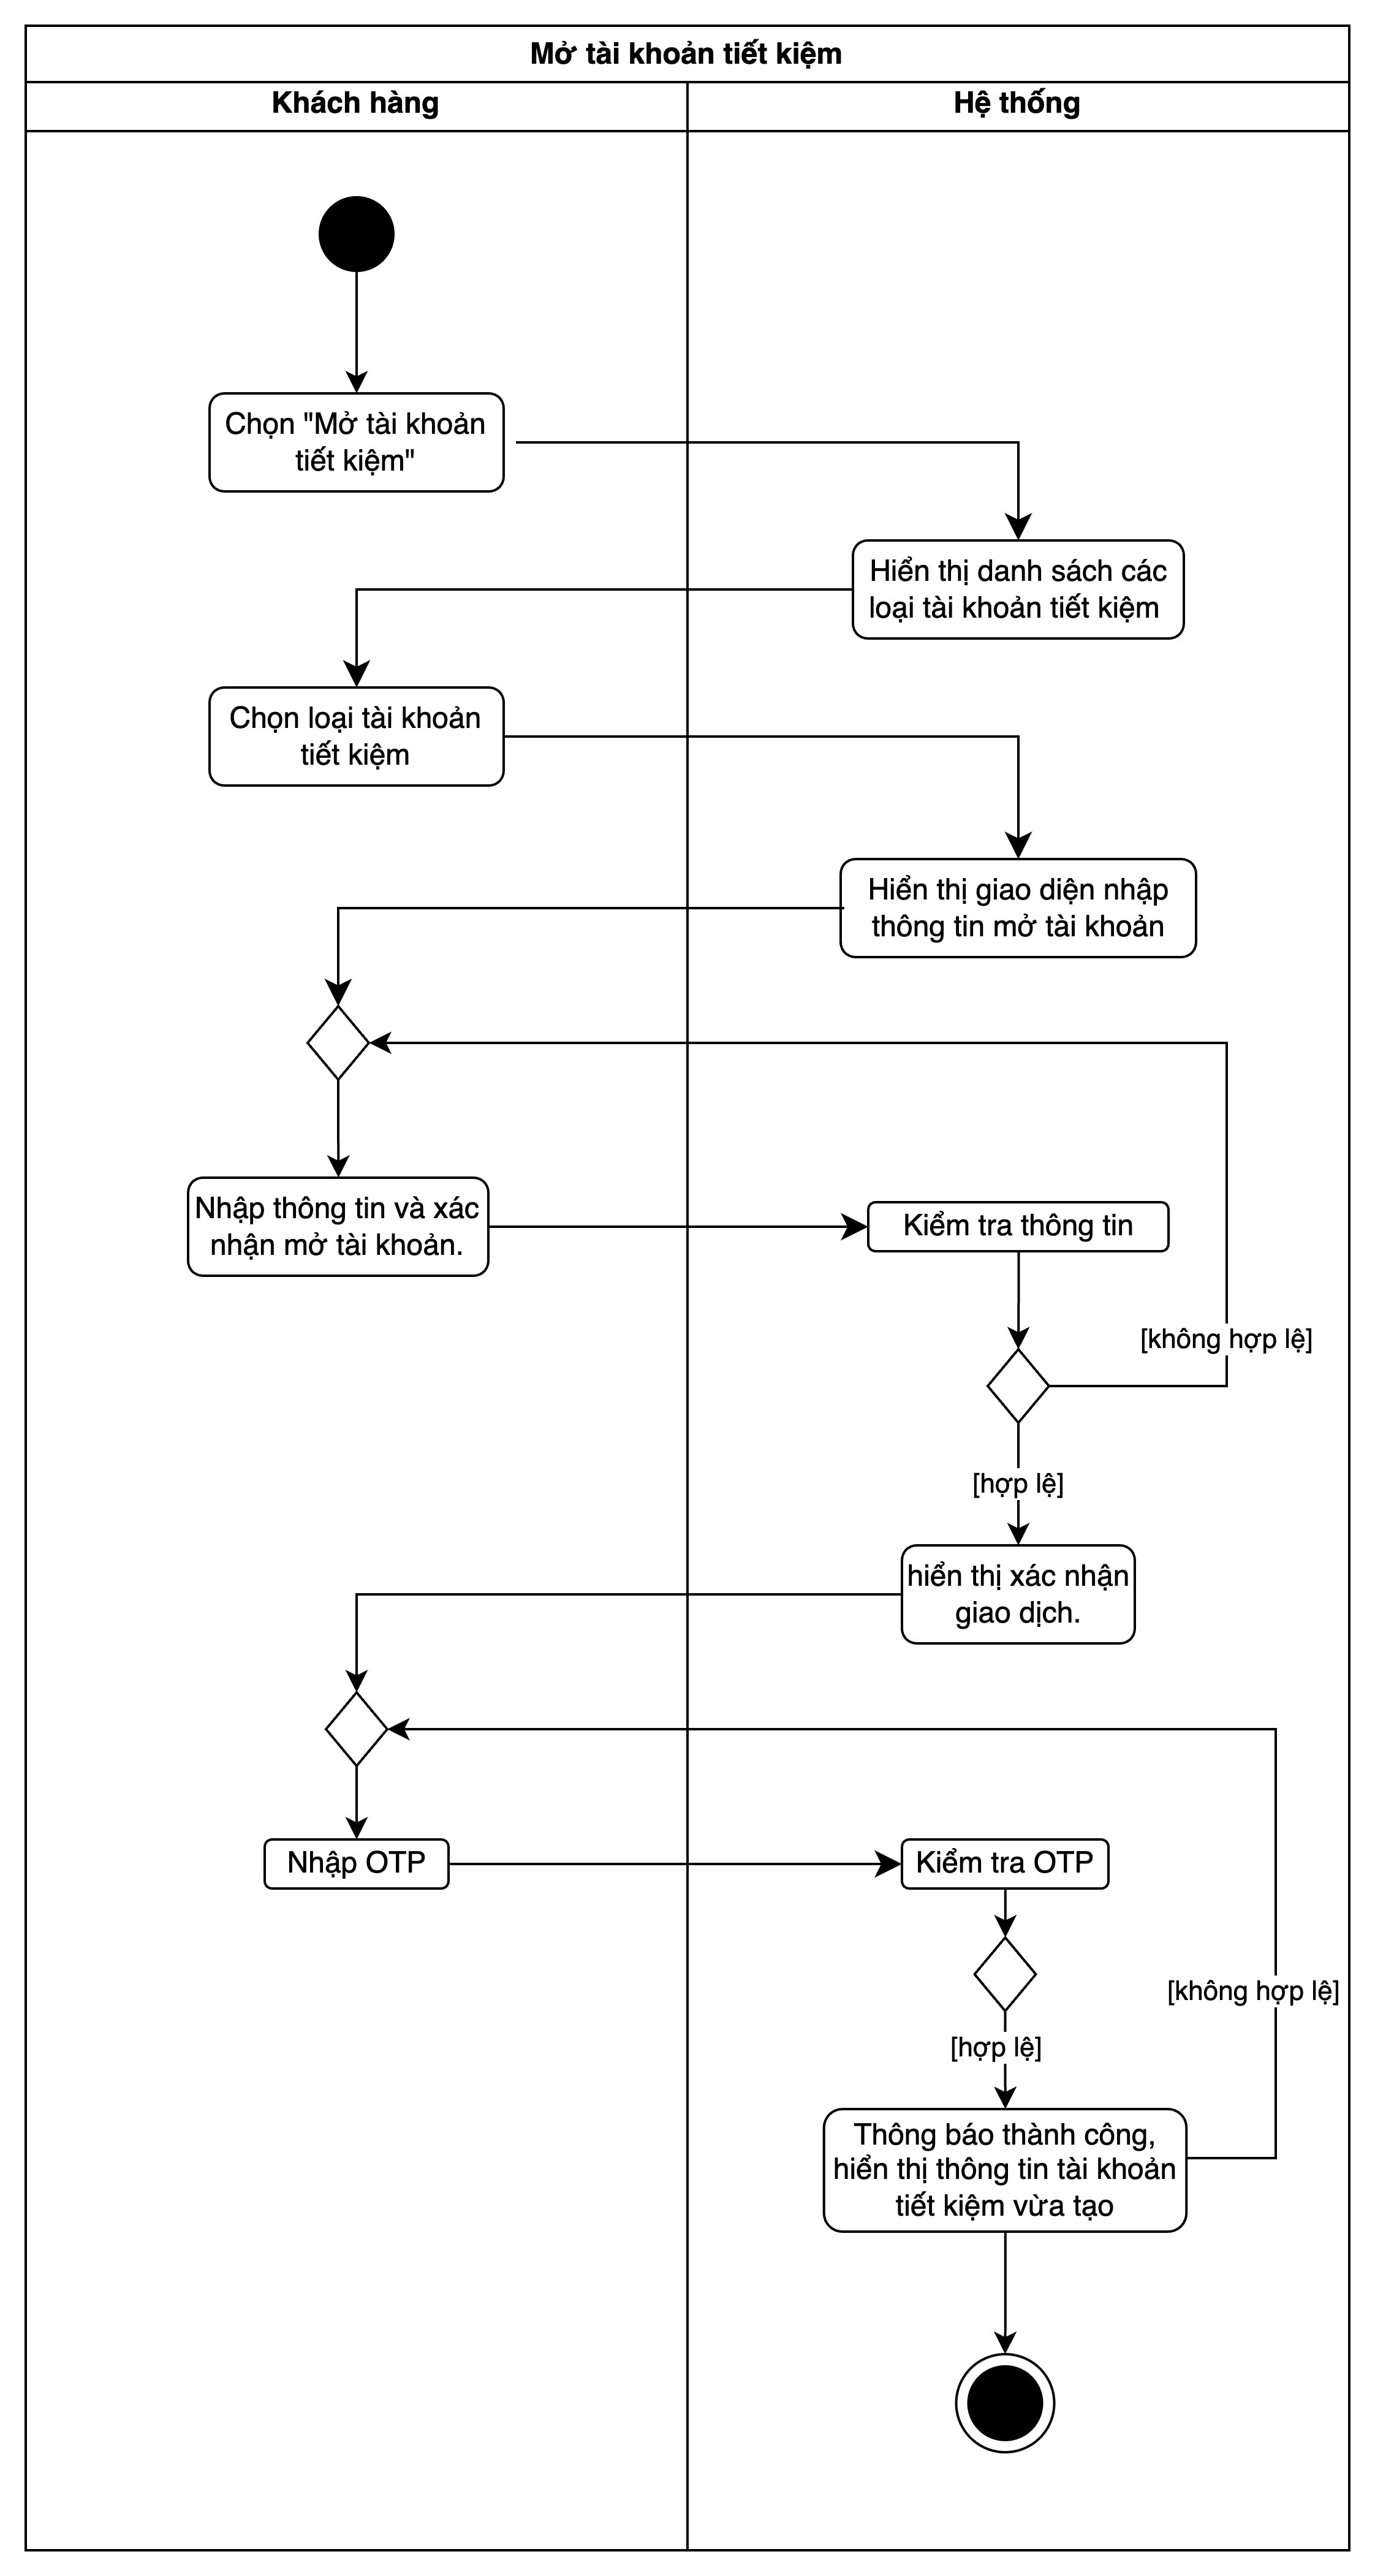 Mở tài khoản tiết kiệm
Khách hàng
Hệ thống
Chọn "Mở tài khoản
tiết kiệm"
Hiển thị danh sách các
loại tài khoản tiết kiệm
Chọn loại tài khoản
tiết kiệm
Hiển thị giao diện nhập
thông tin mở tài khoản
Nhập thông tin và xác
nhận mở tài khoản.
Kiểm tra thông tin
[không hợp lệ]
[hợp lệ]
hiển thị xác nhận
giao dịch.
Nhập OTP
Kiểm tra OTP
[không hợp lệ]
[hợp lệ]
Thông báo thành công,
hiển thị thông tin tài khoản
tiết kiệm vừa tạo